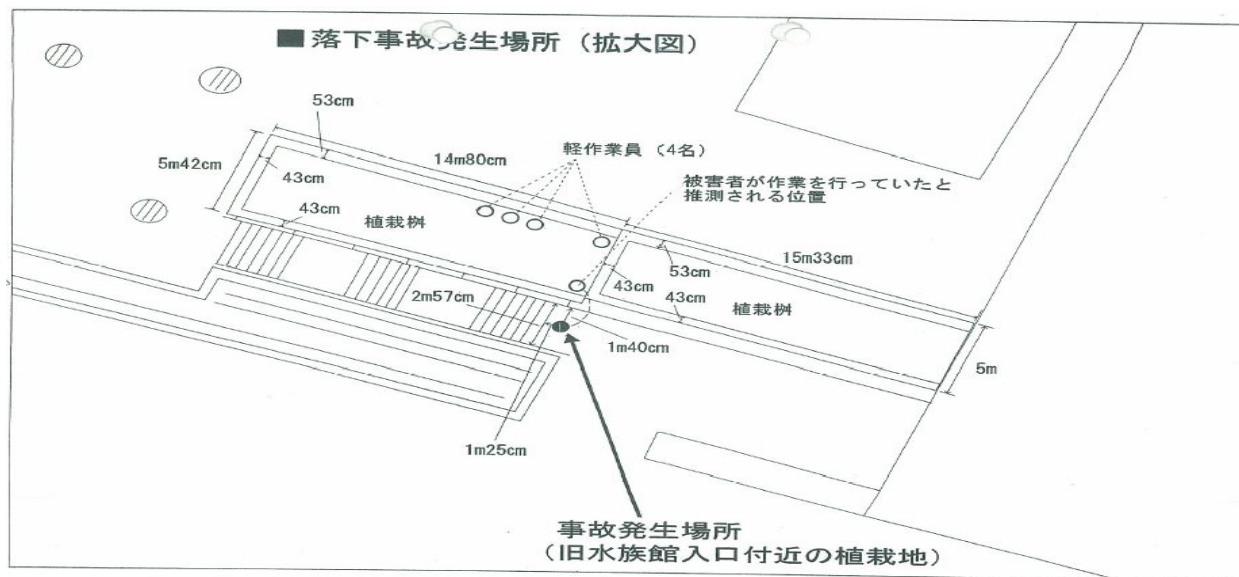 ■ 落下事故発生場所（拡大図）
53cm
5m42cm
14m80cm
軽作業員（4名）
43cm
被害者が作業を行っていたと
推測される位置
43cm
植栽桝
15m33cm
53cm
43cm
43cm
植栽桝
2m57cm
1m40cm
5m
1m25cm
事故発生場所
（旧水族館入口付近の植栽地）